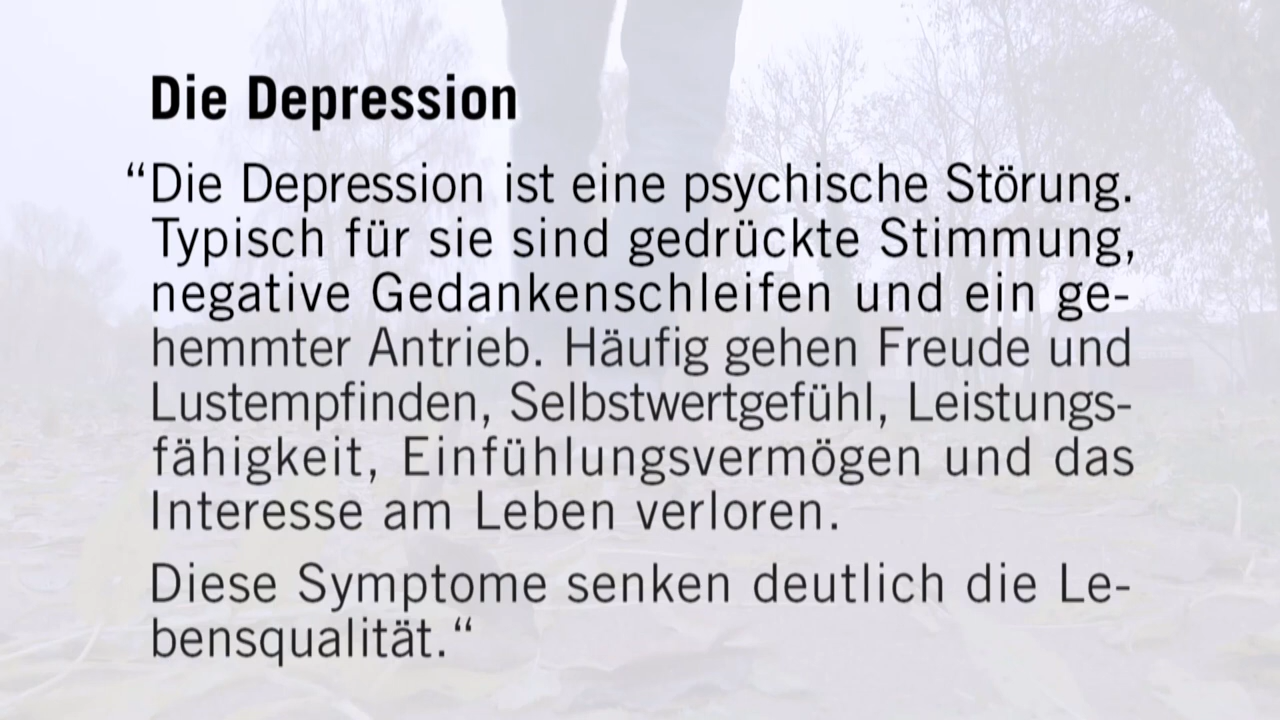 Die Depression
“Die Depression ist eine psychische Störung.
Typisch für sie sind gedrückte Stimmung,
negative Gedankenschleifen und ein ge-
hemmter Antrieb. Häufig gehen Freude und
Lustempfinden, Selbstwertgefühl, Leistungs-
fähigkeit, Einfühlungsvermögen und das
Interesse am Leben verloren.
Diese Symptome senken deutlich die Le-
bensqualität.“